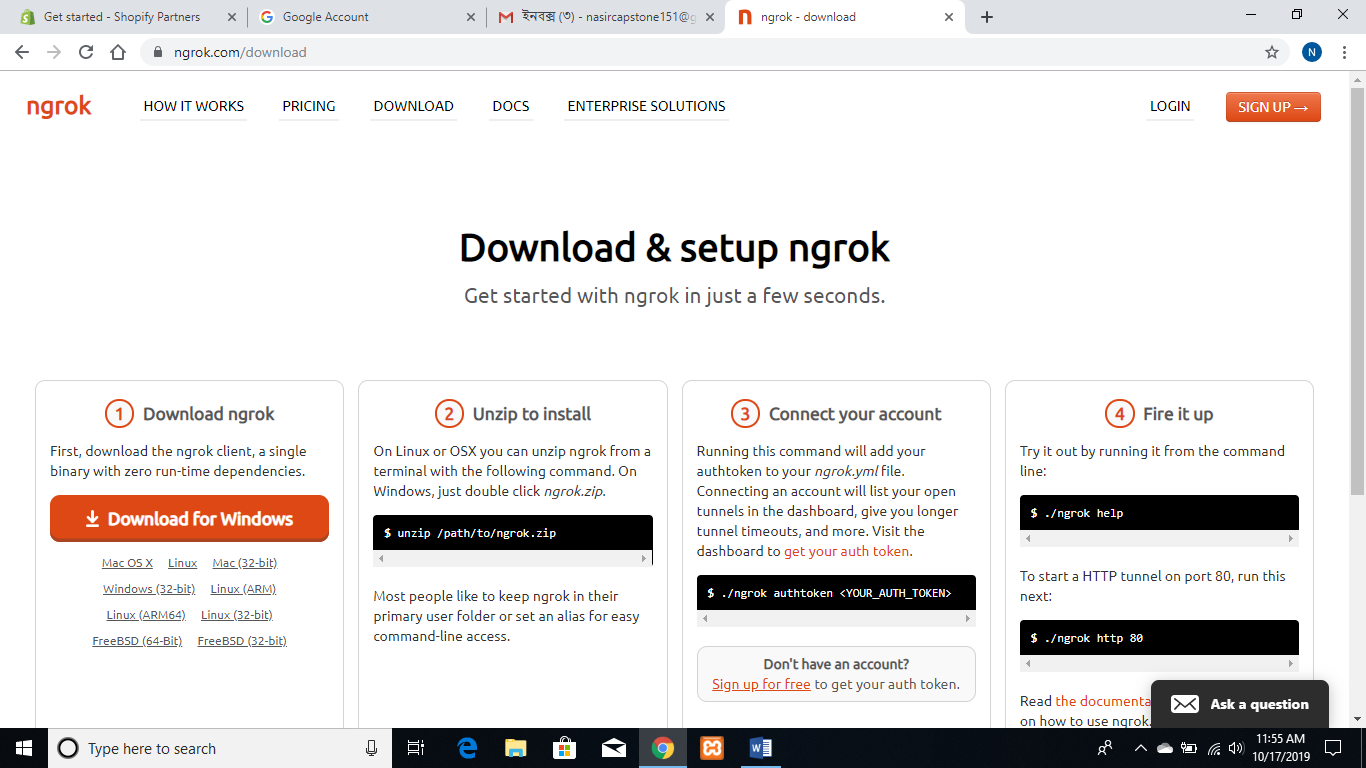 Get started - Shopify Partners
Google Account
ইনবক্স (৩) - nasircapstone151@g
ngrok - download
ngrok.com/download
N
ngrok
HOW IT WORKS
PRICING
DOWNLOAD
DOCS
ENTERPRISE SOLUTIONS
LOGIN
SIGN UP →
Download & setup ngrok
Get started with ngrok in just a few seconds.
1 Download ngrok
First, download the ngrok client, a single
binary with zero run-time dependencies.
Download for Windows
Mac OS X Linux Mac (32-bit)
Windows (32-bit) Linux (ARM)
Linux (ARM64) Linux (32-bit)
FreeBSD (64-Bit) FreeBSD (32-bit)
2 Unzip to install
On Linux or OSX you can unzip ngrok from a
terminal with the following command. On
Windows, just double click ngrok.zip.
$ unzip /path/to/ngrok.zip
Most people like to keep ngrok in their
primary user folder or set an alias for easy
command-line access.
3 Connect your account
Running this command will add your
authtoken to your ngrok.yml file.
Connecting an account will list your open
tunnels in the dashboard, give you longer
tunnel timeouts, and more. Visit the
dashboard to get your auth token.
$ ./ngrok authtoken <YOUR_AUTH_TOKEN>
Don't have an account?
Sign up for free to get your auth token.
4 Fire it up
Try it out by running it from the command
line:
$ ./ngrok help
To start a HTTP tunnel on port 80, run this
next:
$ ./ngrok http 80
Read the documenta
on how to use ngrok.
Ask a question
Type here to search
11:55 AM
10/17/2019